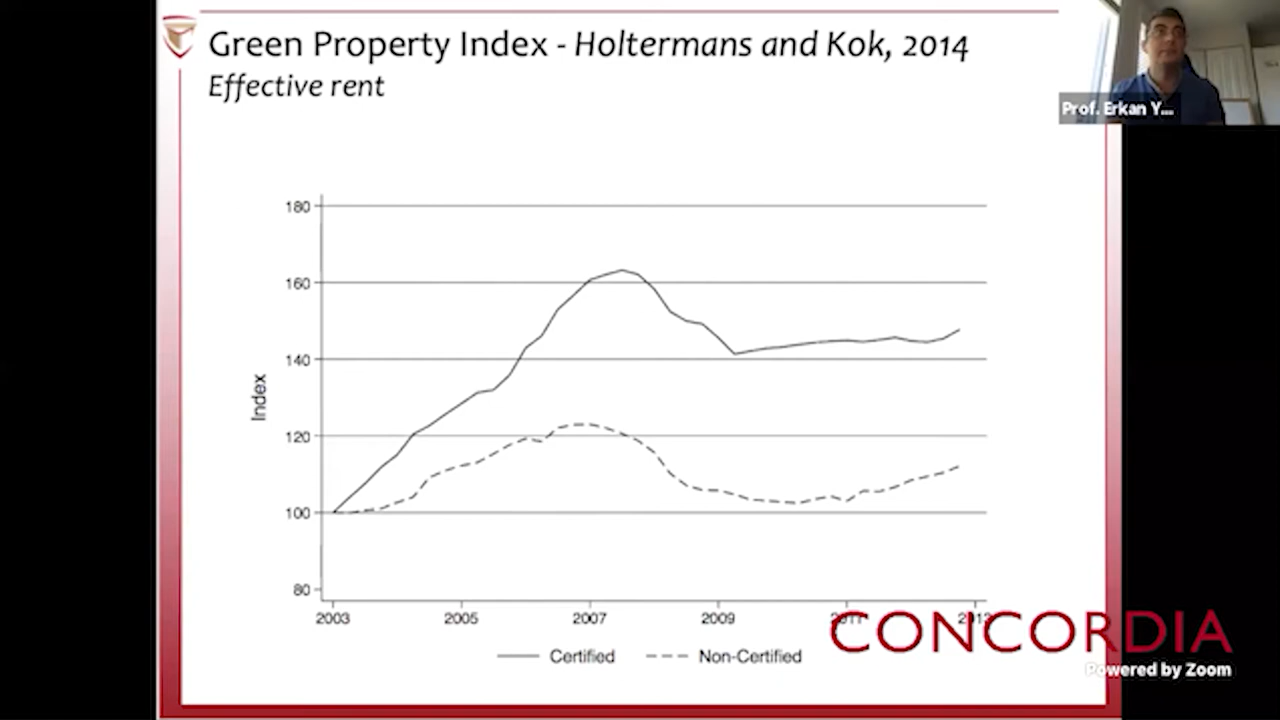 Green Property Index - Holtermans and Kok, 2014
Effective rent
Prof. Erkan Y...
180
160
140
120
100
80
Index
2003
2005
2007
2009
2011
CONCORDIA
Certified
Non-Certified
Powered by Zoom